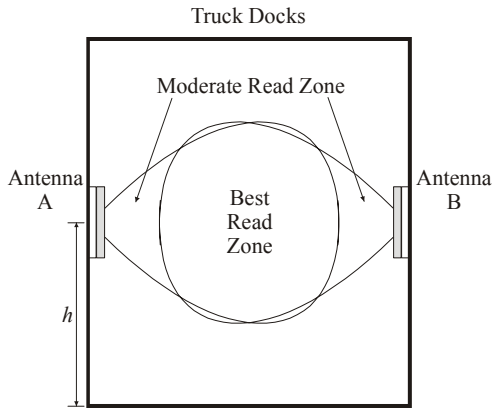 Truck Docks
Moderate Read Zone
Antenna
A
Antenna
B
Best
Read
Zone
h